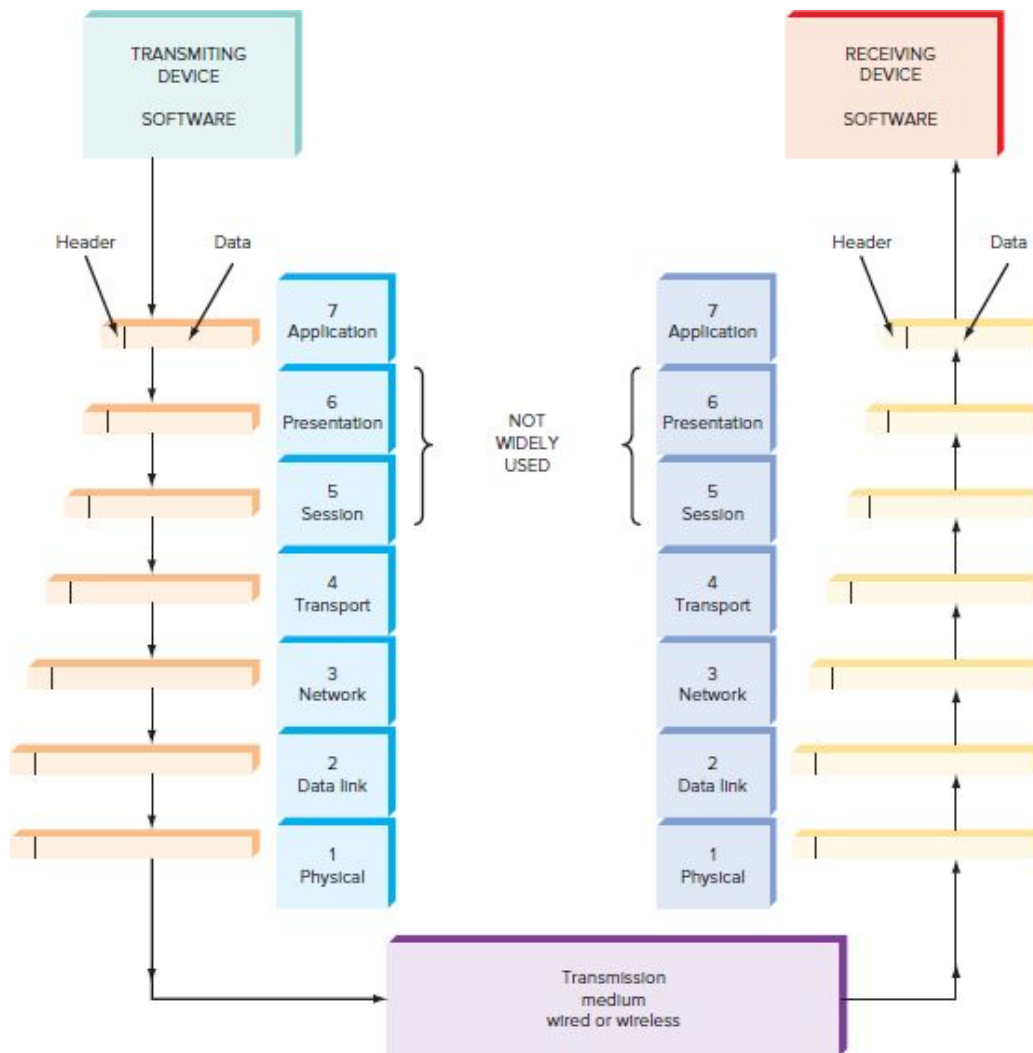 TRANSMITING
DEVICE
SOFTWARE
RECEIVING
DEVICE
SOFTWARE
Header
Data
Header
Data
7
Application
7
Application
6
Presentation
NOT
WIDELY
USED
6
Presentation
5
Session
5
Session
4
Transport
4
Transport
3
Network
3
Network
2
Data link
2
Data link
1
Physical
1
Physical
Transmission
medium
wired or wireless